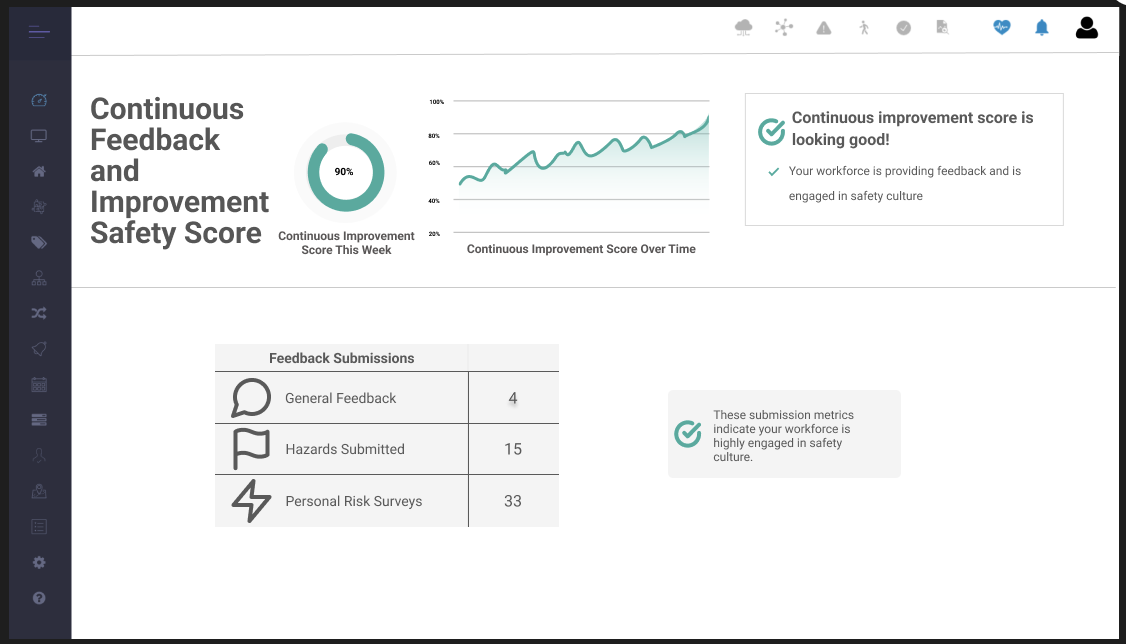 Continuous
Feedback
and
Improvement
Safety Score
90%
Continuous Improvement
Score This Week
100%
80%
60%
40%
20%
Continuous Improvement Score Over Time
Continuous improvement score is
looking good!
Your workforce is providing feedback and is
engaged in safety culture
Feedback Submissions
General Feedback 4
Hazards Submitted 15
Personal Risk Surveys 33
These submission metrics
indicate your workforce is
highly engaged in safety
culture.